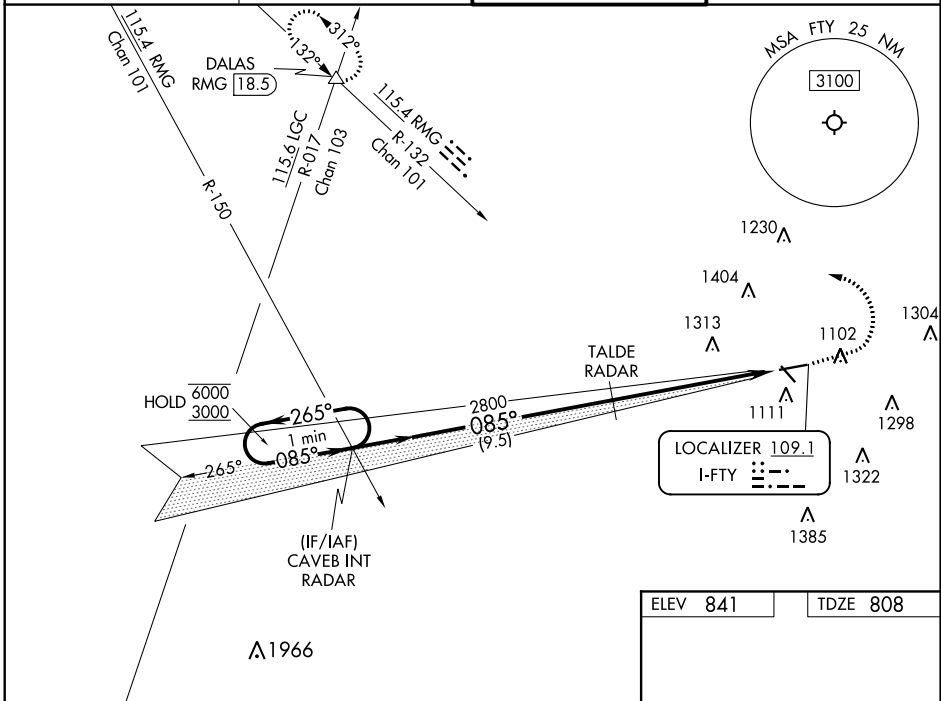 115.4 RMG
Chan 101
R-150
DALAS
RMG 18.5
132°
312°
115.6 LGC
R-017
Chan 103
115.4 RMG
R-132
Chan 101
MSA FTY 25 NM
3100
1230
1404
1313
1304
1102
1111
1298
1322
1385
TALDE
RADAR
HOLD 6000
3000
265°
1 min
085°
265°
2800
085°
(9.5)
LOCALIZER 109.1
I-FTY
(IF/IAF)
CAVEB INT
RADAR
1966
ELEV 841
TDZE 808